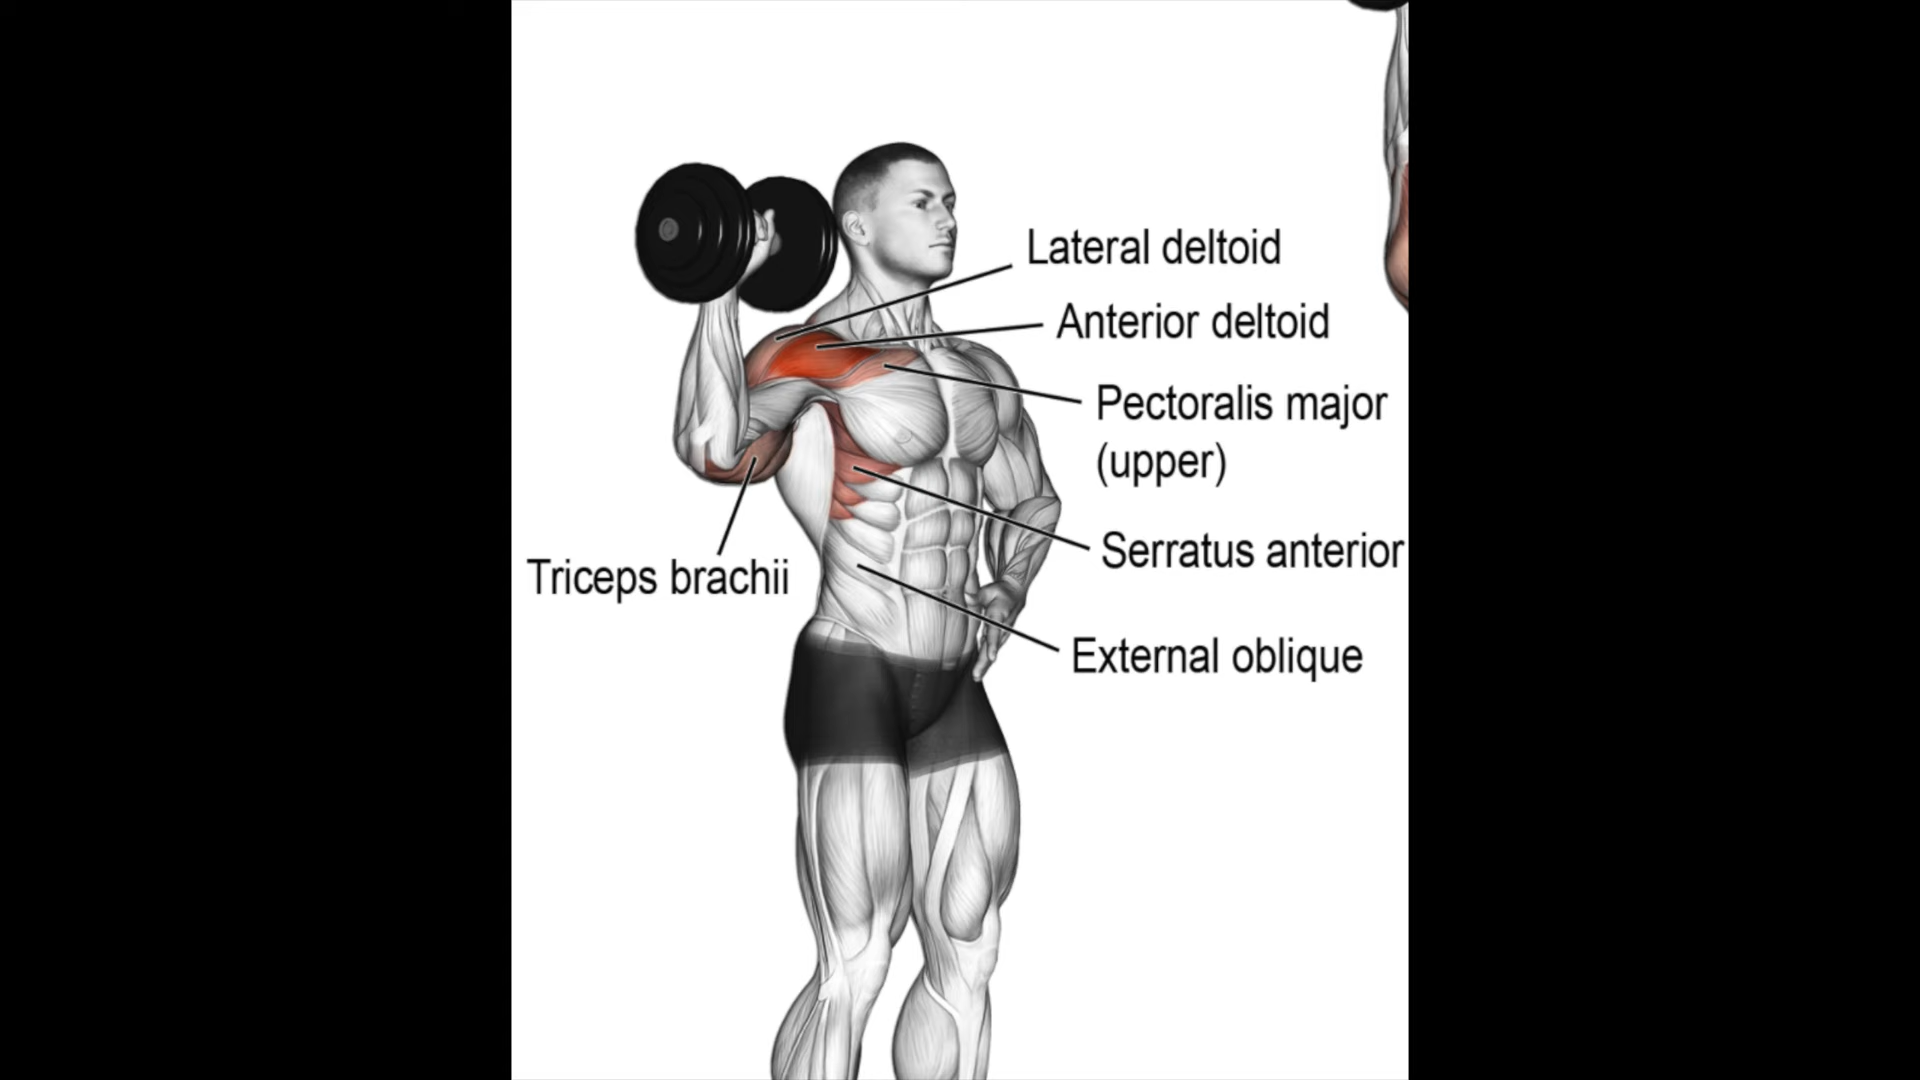 Lateral deltoid
Anterior deltoid
Pectoralis major
(upper)
Serratus anterior
Triceps brachii
External oblique